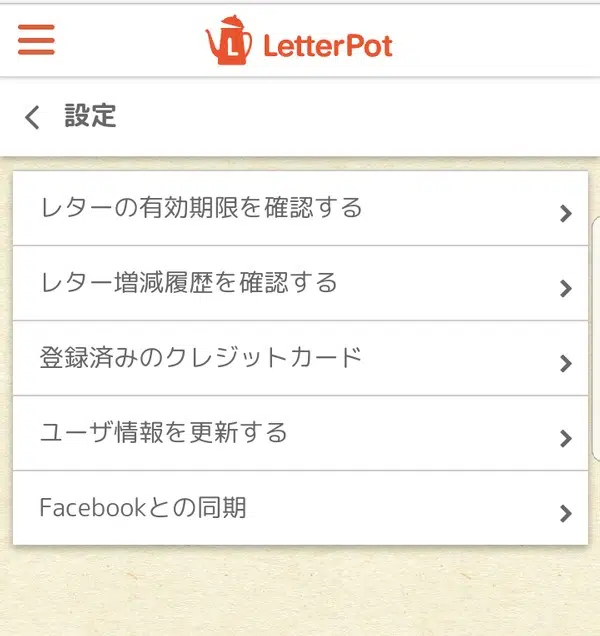 L LetterPot
設定
レターの有効期限を確認する
レター増減履歴を確認する
登録済みのクレジットカード
ユーザ情報を更新する
Facebookとの同期